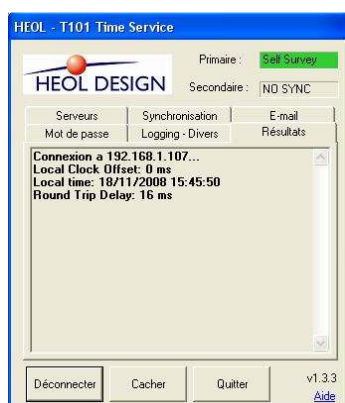 HEOL - T101 Time Service
HEOL DESIGN
Primaire : Self Survey
Secondaire : NO SYNC
Serveurs Synchronisation E-mail
Mot de passe Logging - Divers Résultats
Connexion a 192.168.1.107...
Local Clock Offset: 0 ms
Local time: 18/11/2008 15:45:50
Round Trip Delay: 16 ms
Déconnecter Cacher Quitter v1.3.3
Aide